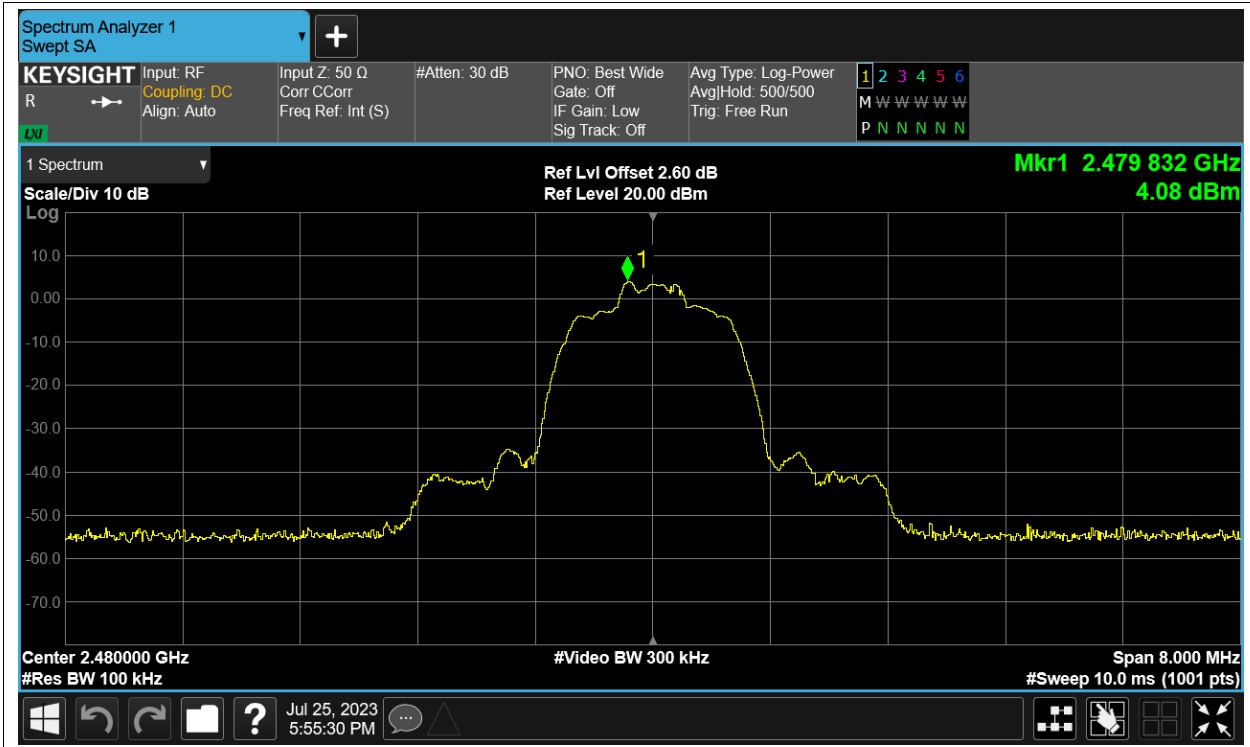 Spectrum Analyzer 1
Swept SA
KEYSIGHT
R
LXI
Input: RF
Coupling: DC
Align: Auto
Input Z: 50 Ω
Corr CCorr
Freq Ref: Int (S)
#Atten: 30 dB
PNO: Best Wide
Gate: Off
IF Gain: Low
Sig Track: Off
Avg Type: Log-Power
Avg|Hold: 500/500
Trig: Free Run
1 2 3 4 5 6
M W W W W W
P N N N N N
1 Spectrum
Scale/Div 10 dB
Log
Ref Lvl Offset 2.60 dB
Ref Level 20.00 dBm
Mkr1 2.479 832 GHz
4.08 dBm
1
10.0
0.00
-10.0
-20.0
-30.0
-40.0
-50.0
-60.0
-70.0
Center 2.480000 GHz
#Res BW 100 kHz
#Video BW 300 kHz
Span 8.000 MHz
#Sweep 10.0 ms (1001 pts)
?
Jul 25, 2023
5:55:30 PM